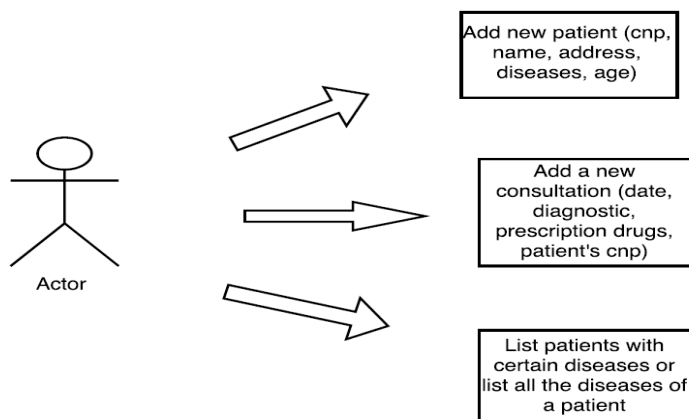 Add new patient (cnp,
name, address,
diseases, age)
Add a new
consultation (date,
diagnostic,
prescription drugs,
patient's cnp)
Actor
List patients with
certain diseases or
list all the diseases of
a patient